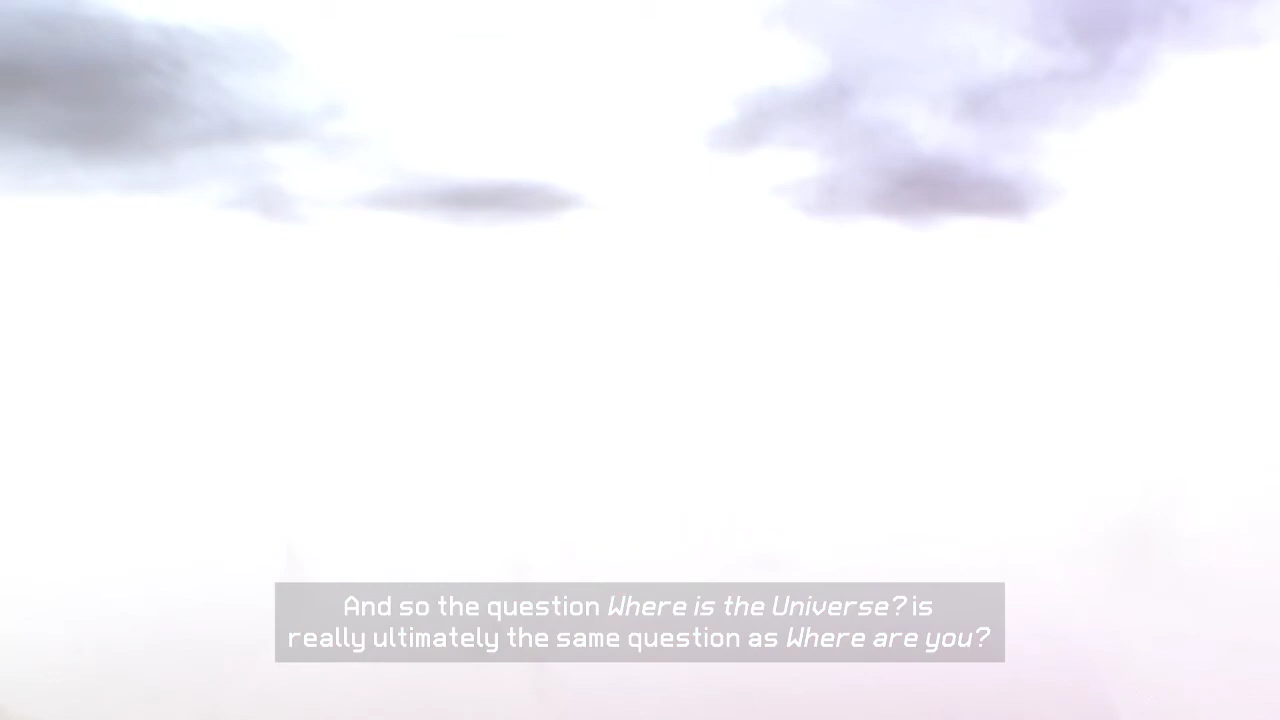 And so the question Where is the Universe? is
really ultimately the same question as Where are you?